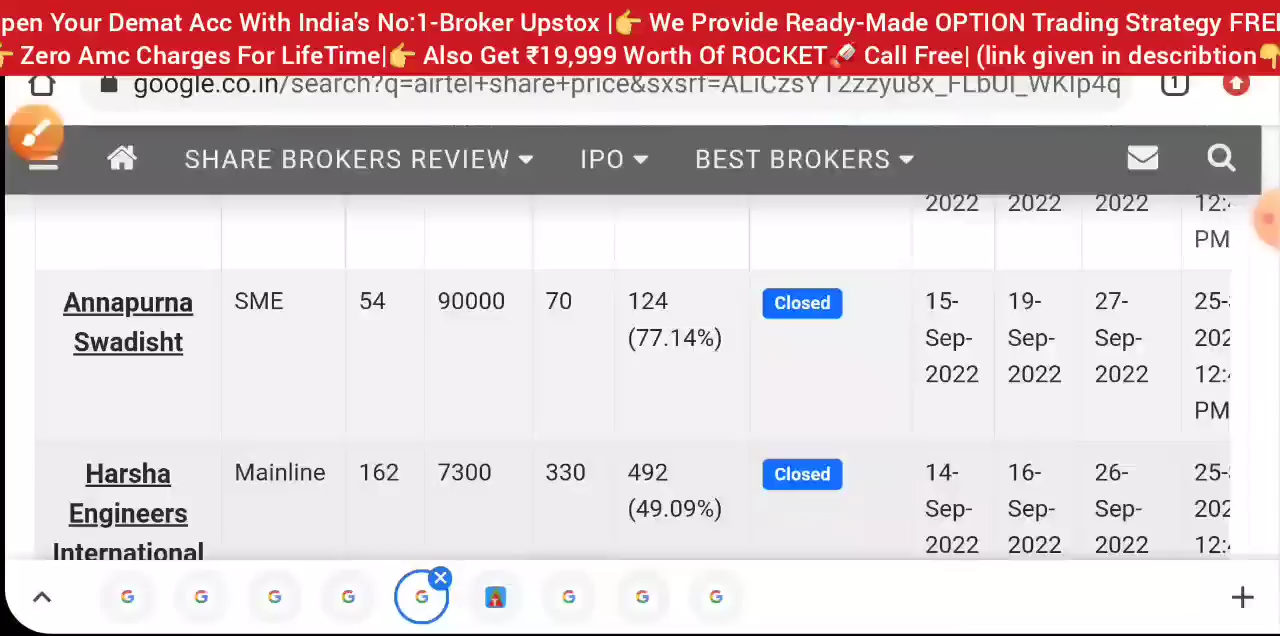 pen Your Demat Acc With India's No:1-Broker Upstox |👉 We Provide Ready-Made OPTION Trading Strategy FREE
👉 Zero Amc Charges For LifeTime|👉 Also Get ₹19,999 Worth Of ROCKET🚀 Call Free| (link given in describtion👇
google.co.in/search?q=airtel+share+price&sxsrf=
1
SHARE BROKERS REVIEW IPO BEST BROKERS
2022 2022 2022 12:4
PM
Annapurna SME 54 90000 70 124 Closed 15- 19- 27- 25-
Swadisht (77.14%) Sep- Sep- Sep- 202
2022 2022 2022 12:4
PM
Harsha Mainline 162 7300 330 492 Closed 14- 16- 26- 25-
Engineers (49.09%) Sep- Sep- Sep- 202
International 2022 2022 2022 12:4